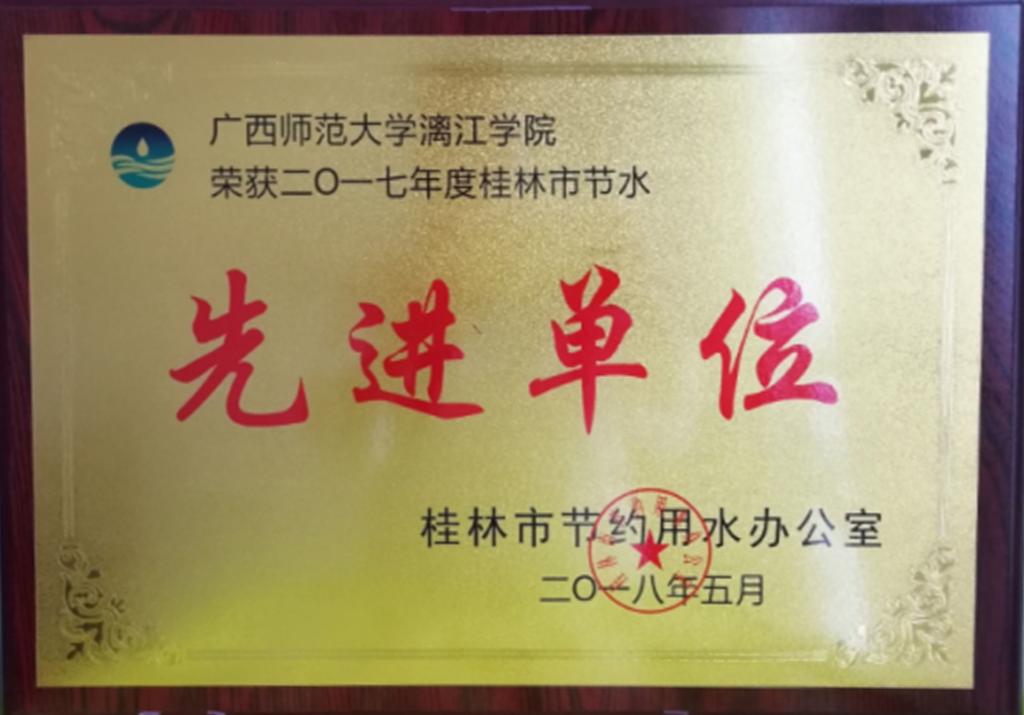 广西师范大学漓江学院
荣获二〇一七年度桂林市节水
先进单位
桂林市节约用水办公室
二〇一八年五月